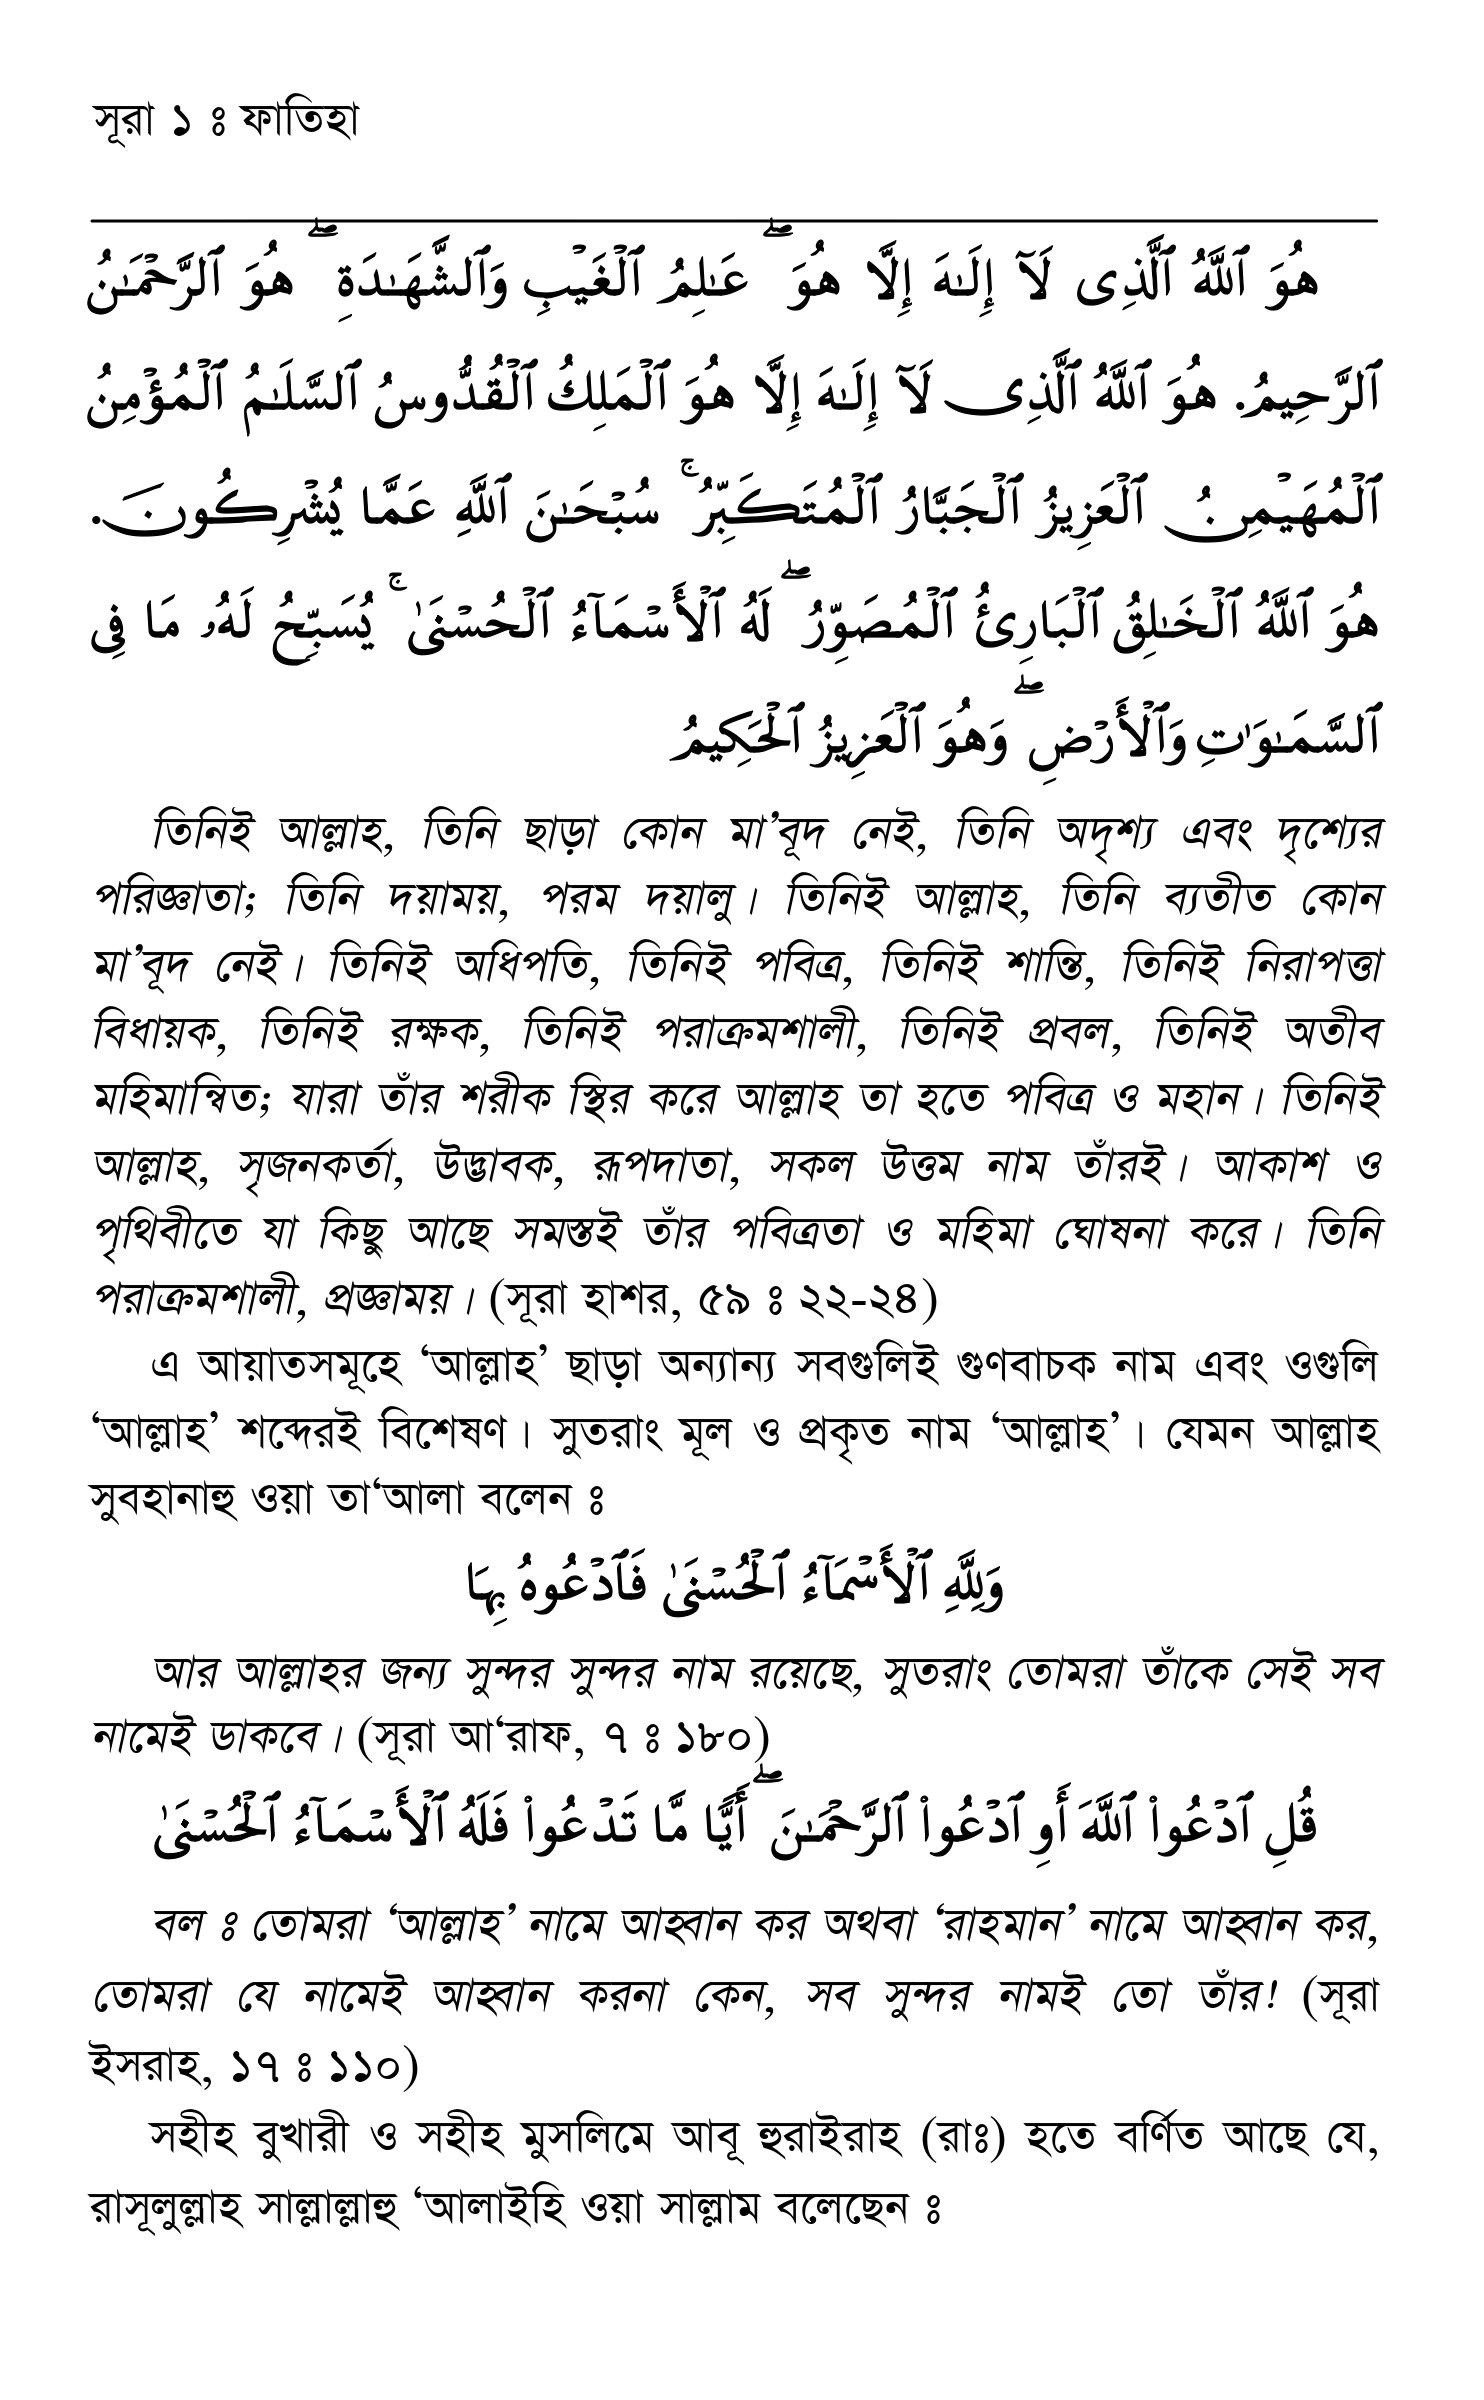 সূরা ১ ঃ ফাতিহা
هُوَ ٱللَّهُ ٱلَّذِى لَآ إِلَـٰهَ إِلَّا هُوَ ۖ عَـٰلِمُ ٱلْغَيْبِ وَٱلشَّهَـٰدَةِ ۖ هُوَ ٱلرَّحْمَـٰنُ
ٱلرَّحِيمُ. هُوَ ٱللَّهُ ٱلَّذِى لَآ إِلَـٰهَ إِلَّا هُوَ ٱلْمَلِكُ ٱلْقُدُّوسُ ٱلسَّلَـٰمُ ٱلْمُؤْمِنُ
ٱلْمُهَيْمِنُ ٱلْعَزِيزُ ٱلْجَبَّارُ ٱلْمُتَكَبِّرُ ۚ سُبْحَـٰنَ ٱللَّهِ عَمَّا يُشْرِكُونَ.
هُوَ ٱللَّهُ ٱلْخَـٰلِقُ ٱلْبَارِئُ ٱلْمُصَوِّرُ ۖ لَهُ ٱلْأَسْمَآءُ ٱلْحُسْنَىٰ ۚ يُسَبِّحُ لَهُۥ مَا فِى
ٱلسَّمَـٰوَٰتِ وَٱلْأَرْضِ ۖ وَهُوَ ٱلْعَزِيزُ ٱلْحَكِيمُ
তিনিই আল্লাহ, তিনি ছাড়া কোন মা’বূদ নেই, তিনি অদৃশ্য এবং দৃশ্যের
পরিজ্ঞাতা; তিনি দয়াময়, পরম দয়ালু। তিনিই আল্লাহ, তিনি ব্যতীত কোন
মা’বূদ নেই। তিনিই অধিপতি, তিনিই পবিত্র, তিনিই শান্তি, তিনিই নিরাপত্তা
বিধায়ক, তিনিই রক্ষক, তিনিই পরাক্রমশালী, তিনিই প্রবল, তিনিই অতীব
মহিমান্বিত; যারা তাঁর শরীক স্থির করে আল্লাহ তা হতে পবিত্র ও মহান। তিনিই
আল্লাহ, সৃজনকর্তা, উদ্ভাবক, রূপদাতা, সকল উত্তম নাম তাঁরই। আকাশ ও
পৃথিবীতে যা কিছু আছে সমস্তই তাঁর পবিত্রতা ও মহিমা ঘোষনা করে। তিনি
পরাক্রমশালী, প্রজ্ঞাময়। (সূরা হাশর, ৫৯ ঃ ২২-২৪)
এ আয়াতসমূহে ‘আল্লাহ’ ছাড়া অন্যান্য সবগুলিই গুণবাচক নাম এবং ওগুলি
‘আল্লাহ’ শব্দেরই বিশেষণ। সুতরাং মূল ও প্রকৃত নাম ‘আল্লাহ’। যেমন আল্লাহ
সুবহানাহু ওয়া তা‘আলা বলেন ঃ
وَلِلَّهِ ٱلْأَسْمَآءُ ٱلْحُسْنَىٰ فَٱدْعُوهُ بِهَا
আর আল্লাহর জন্য সুন্দর সুন্দর নাম রয়েছে, সুতরাং তোমরা তাঁকে সেই সব
নামেই ডাকবে। (সূরা আ‘রাফ, ৭ ঃ ১৮০)
قُلِ ٱدْعُوا۟ ٱللَّهَ أَوِ ٱدْعُوا۟ ٱلرَّحْمَـٰنَ ۖ أَيًّا مَّا تَدْعُوا۟ فَلَهُ ٱلْأَسْمَآءُ ٱلْحُسْنَىٰ
বল ঃ তোমরা ‘আল্লাহ’ নামে আহ্বান কর অথবা ‘রাহমান’ নামে আহ্বান কর,
তোমরা যে নামেই আহ্বান করনা কেন, সব সুন্দর নামই তো তাঁর! (সূরা
ইসরাহ, ১৭ ঃ ১১০)
সহীহ বুখারী ও সহীহ মুসলিমে আবূ হুরাইরাহ (রাঃ) হতে বর্ণিত আছে যে,
রাসূলুল্লাহ সাল্লাল্লাহু ‘আলাইহি ওয়া সাল্লাম বলেছেন ঃ